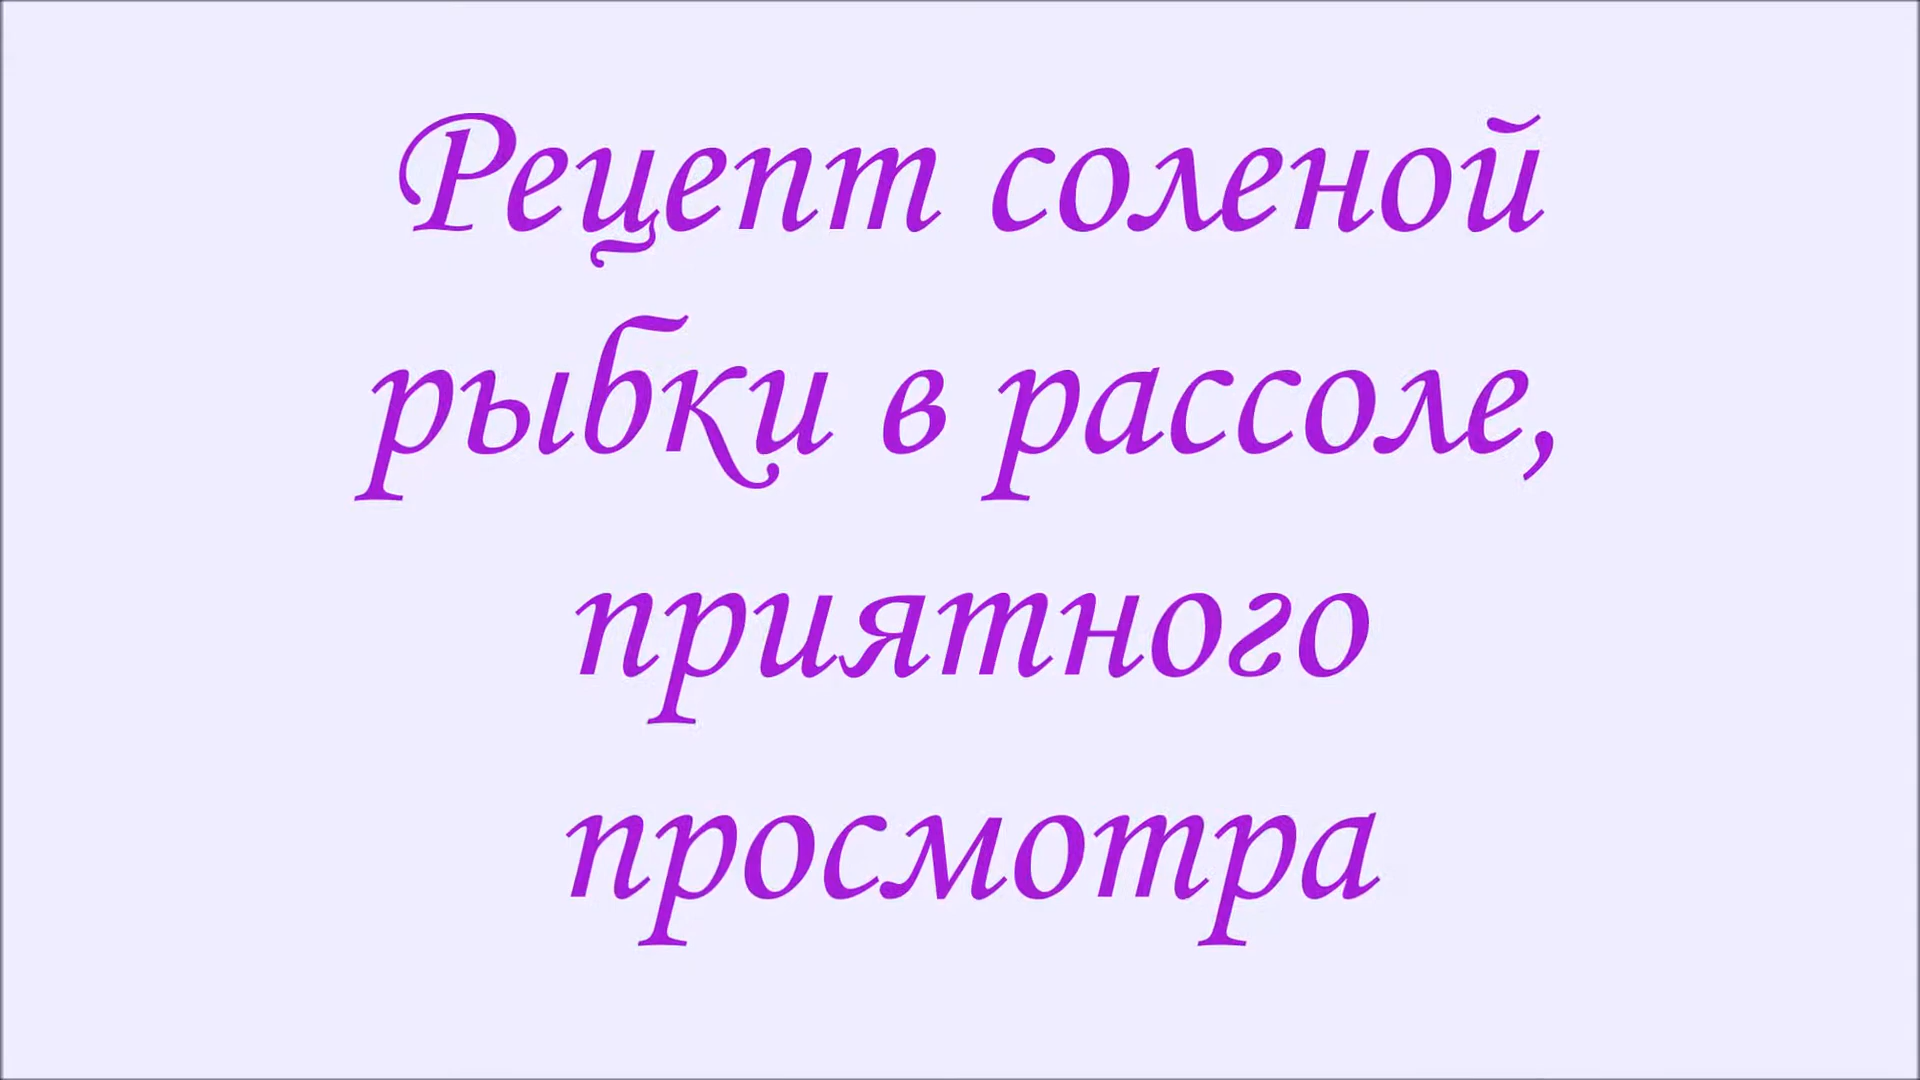 Рецепт соленой
рыбки в рассоле,
приятного
просмотра